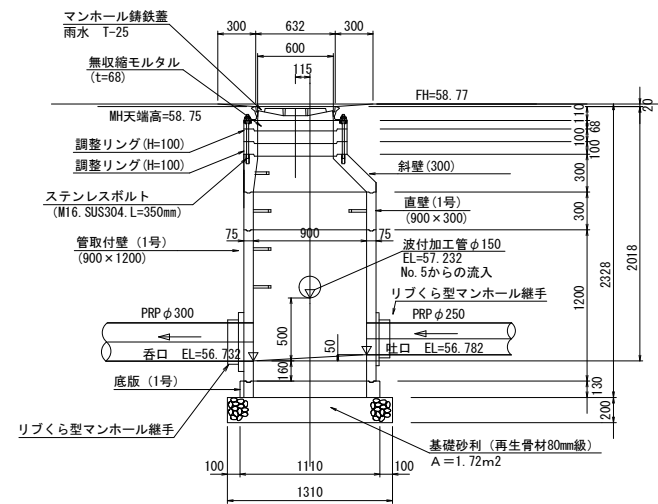 マンホール鋳鉄蓋
雨水 T-25
300
632
300
600
115
無収縮モルタル
(t=68)
FH=58.77
MH天端高=58.75
調整リング(H=100)
調整リング(H=100)
ステンレスボルト
(M16.SUS304.L=350mm)
斜壁(300)
直壁(1号)
(900×300)
管取付壁 (1号)
(900×1200)
75
900
75
波付加工管φ150
EL=57.232
No.5からの流入
リブくら型マンホール継手
PRPφ300
PRPφ250
呑口 EL=56.732
吐口 EL=56.782
500
50
160
底版 (1号)
リブくら型マンホール継手
基礎砂利 (再生骨材80mm級)
A=1.72m2
100
1110
100
1310
20
110
68
100
100
300
300
1200
130
200
2328
2018